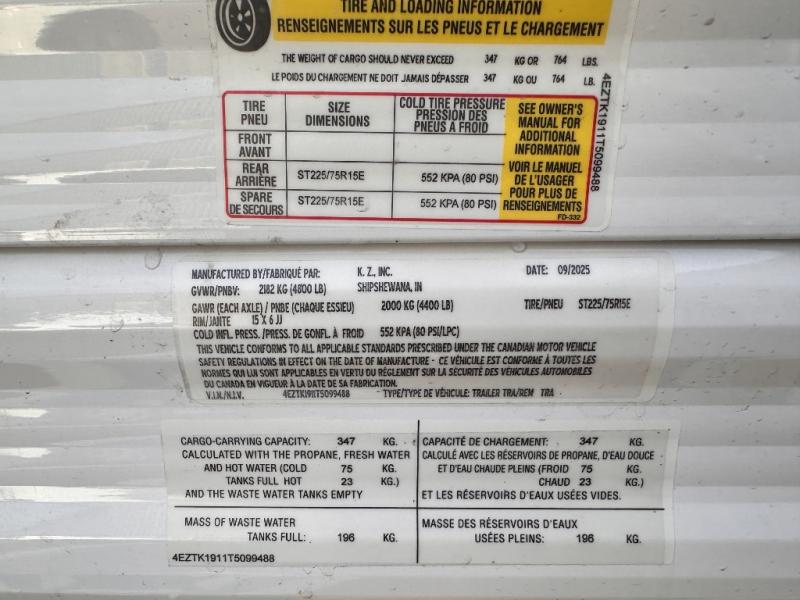 TIRE AND LOADING INFORMATION
RENSEIGNEMENTS SUR LES PNEUS ET LE CHARGEMENT
THE WEIGHT OF CARGO SHOULD NEVER EXCEED 347 KG OR 764 LBS.
LE POIDS DU CHARGEMENT NE DOIT JAMAIS DÉPASSER 347 KG OU 764 LB.
TIRE
PNEU
SIZE
DIMENSIONS
COLD TIRE PRESSURE
PRESSION DES
PNEUS A FROID
SEE OWNER'S
MANUAL FOR
ADDITIONAL
INFORMATION
VOIR LE MANUEL
DE L'USAGER
POUR PLUS DE
RENSEIGNEMENTS
FRONT
AVANT
REAR
ARRIÈRE
ST225/75R15E
552 KPA (80 PSI)
SPARE
DE SECOURS
ST225/75R15E
552 KPA (80 PSI)
FD-332
4EZTK1911T5099488
MANUFACTURED BY/FABRIQUÉ PAR: K. Z., INC. DATE: 09/2025
GVWR/PNBV: 2182 KG (4800 LB) SHIPSHEWANA, IN
GAWR (EACH AXLE) / PNBE (CHAQUE ESSIEU) 2000 KG (4400 LB) TIRE/PNEU ST225/75R15E
RIM/JANTE 15 X 6 JJ
COLD INFL. PRESS./PRESS. DE GONFL. À FROID 552 KPA (80 PSI/LPC)
THIS VEHICLE CONFORMS TO ALL APPLICABLE STANDARDS PRESCRIBED UNDER THE CANADIAN MOTOR VEHICLE
SAFETY REGULATIONS IN EFFECT ON THE DATE OF MANUFACTURE - CE VÉHICULE EST CONFORME À TOUTES LES
NORMES QUI LUI SONT APPLICABLES EN VERTU DU RÈGLEMENT SUR LA SÉCURITÉ DES VÉHICULES AUTOMOBILES
DU CANADA EN VIGUEUR À LA DATE DE SA FABRICATION.
V.I.N./N.I.V. 4EZTK1911T5099488 TYPE/TYPE DE VÉHICULE: TRAILER TRA/REM TRA
CARGO-CARRYING CAPACITY: 347 KG.
CALCULATED WITH THE PROPANE, FRESH WATER
AND HOT WATER (COLD 75 KG.
TANKS FULL HOT 23 KG.)
AND THE WASTE WATER TANKS EMPTY
CAPACITÉ DE CHARGEMENT: 347 KG.
CALCULÉ AVEC LES RÉSERVOIRS DE PROPANE, D'EAU DOUCE
ET D'EAU CHAUDE PLEINS (FROID 75 KG.
CHAUD 23 KG.)
ET LES RÉSERVOIRS D'EAUX USÉES VIDES.
MASS OF WASTE WATER
TANKS FULL: 196 KG.
MASSE DES RÉSERVOIRS D'EAUX
USÉES PLEINS: 196 KG.
4EZTK1911T5099488